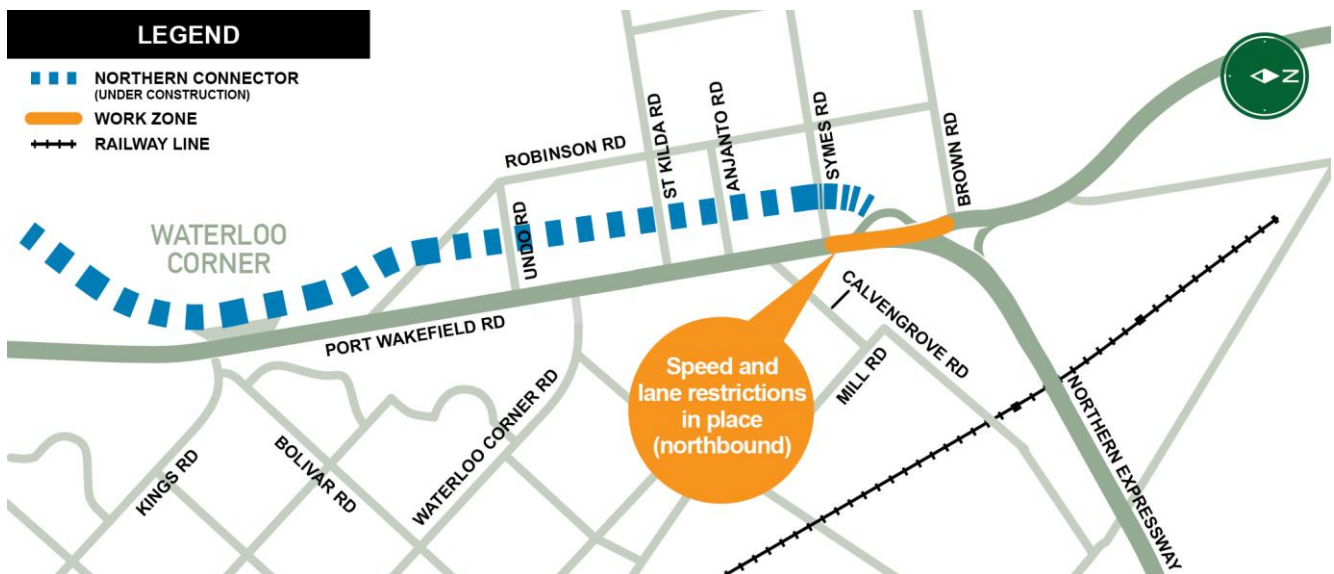 LEGEND
NORTHERN CONNECTOR
(UNDER CONSTRUCTION)
WORK ZONE
RAILWAY LINE
N
ROBINSON RD
ST KILDA RD
ANJANTO RD
SYMES RD
BROWN RD
UNDO RD
WATERLOO
CORNER
PORT WAKEFIELD RD
CALVENGROVE RD
MILL RD
Speed and
lane restrictions
in place
(northbound)
KINGS RD
BOLIVAR RD
WATERLOO CORNER RD
NORTHERN EXPRESSWAY